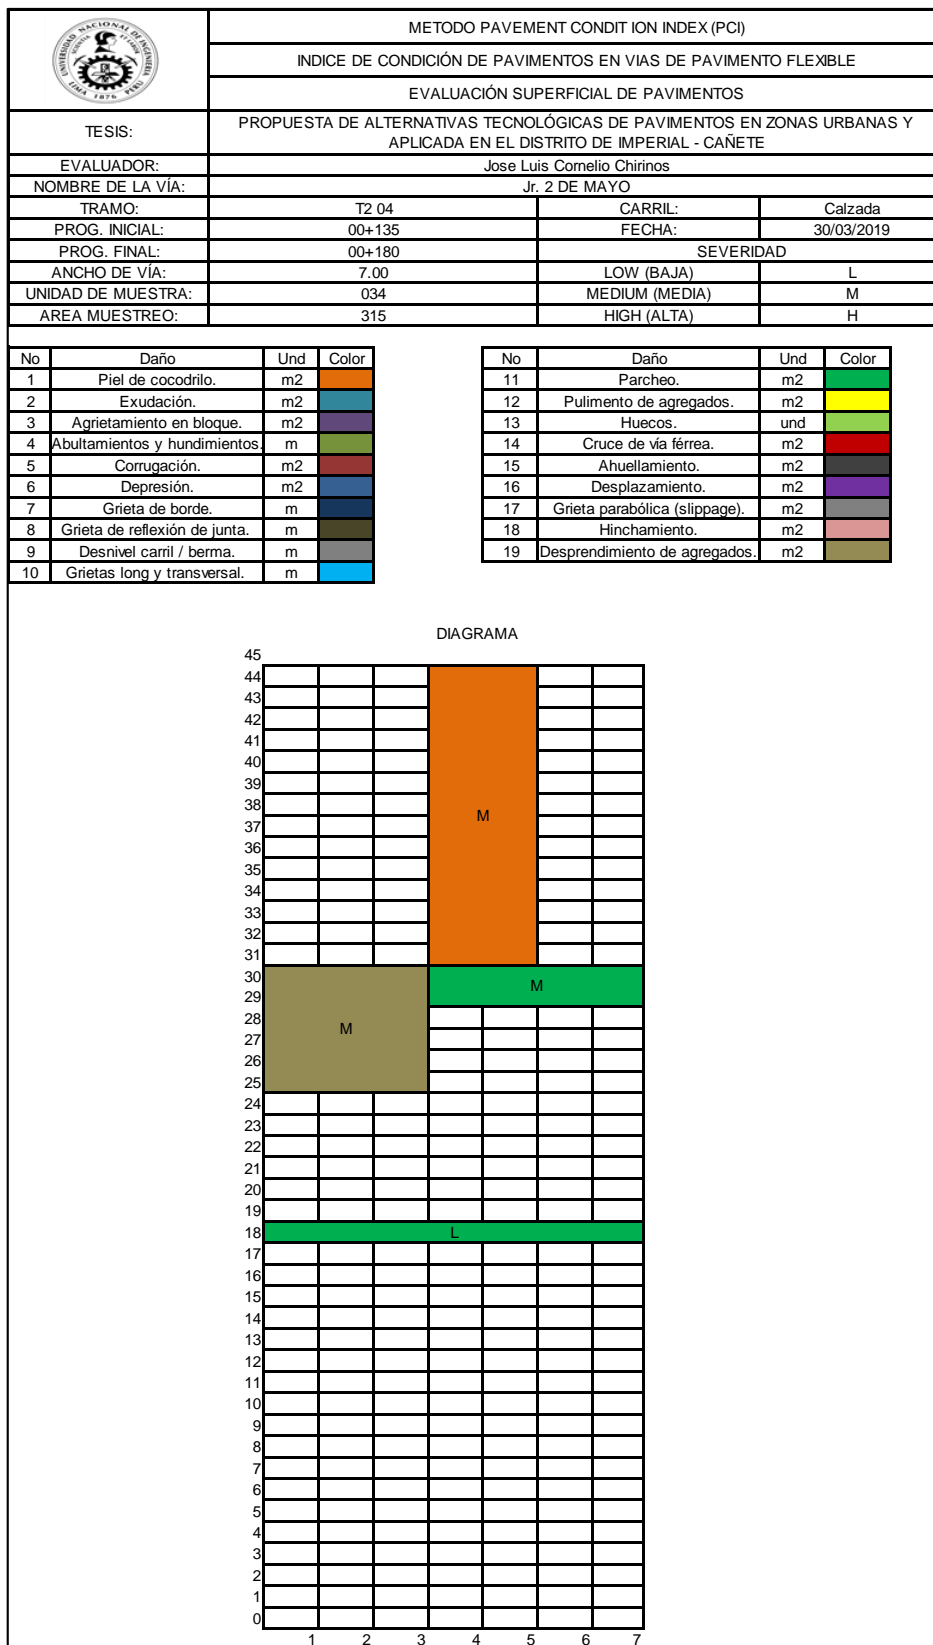 UNIVERSIDAD NACIONAL DE INGENIERIA
SCIENTIA ET LABOR
LIMA 1876 PERU
METODO PAVEMENT CONDIT ION INDEX (PCI)
INDICE DE CONDICIÓN DE PAVIMENTOS EN VIAS DE PAVIMENTO FLEXIBLE
EVALUACIÓN SUPERFICIAL DE PAVIMENTOS
TESIS: PROPUESTA DE ALTERNATIVAS TECNOLÓGICAS DE PAVIMENTOS EN ZONAS URBANAS Y
APLICADA EN EL DISTRITO DE IMPERIAL - CAÑETE
EVALUADOR: Jose Luis Cornelio Chirinos
NOMBRE DE LA VÍA: Jr. 2 DE MAYO
TRAMO: T2 04 CARRIL: Calzada
PROG. INICIAL: 00+135 FECHA: 30/03/2019
PROG. FINAL: 00+180 SEVERIDAD
ANCHO DE VÍA: 7.00 LOW (BAJA) L
UNIDAD DE MUESTRA: 034 MEDIUM (MEDIA) M
AREA MUESTREO: 315 HIGH (ALTA) H
No Daño Und Color
1 Piel de cocodrilo. m2
2 Exudación. m2
3 Agrietamiento en bloque. m2
4 Abultamientos y hundimientos. m
5 Corrugación. m2
6 Depresión. m2
7 Grieta de borde. m
8 Grieta de reflexión de junta. m
9 Desnivel carril / berma. m
10 Grietas long y transversal. m
No Daño Und Color
11 Parcheo. m2
12 Pulimento de agregados. m2
13 Huecos. und
14 Cruce de vía férrea. m2
15 Ahuellamiento. m2
16 Desplazamiento. m2
17 Grieta parabólica (slippage). m2
18 Hinchamiento. m2
19 Desprendimiento de agregados. m2
DIAGRAMA
45
44
43
42
41
40
39
38
37 M
36
35
34
33
32
31
30 M
29
28
27 M
26
25
24
23
22
21
20
19
18 L
17
16
15
14
13
12
11
10
9
8
7
6
5
4
3
2
1
0
1 2 3 4 5 6 7